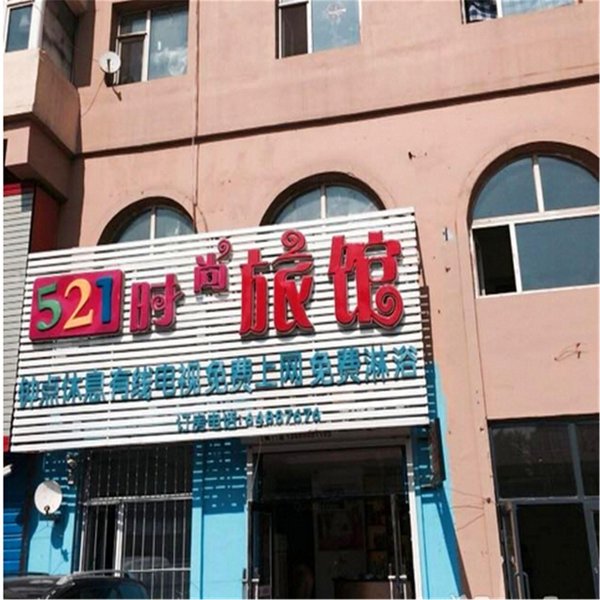 521时尚旅馆
钟点休息 有线电视 免费上网 免费淋浴
订房电话:64887676